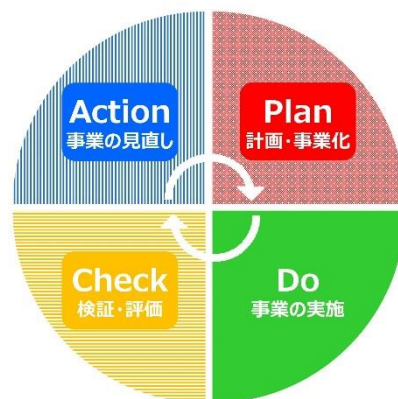 Action
事業の見直し
Plan
計画・事業化
Check
検証・評価
Do
事業の実施